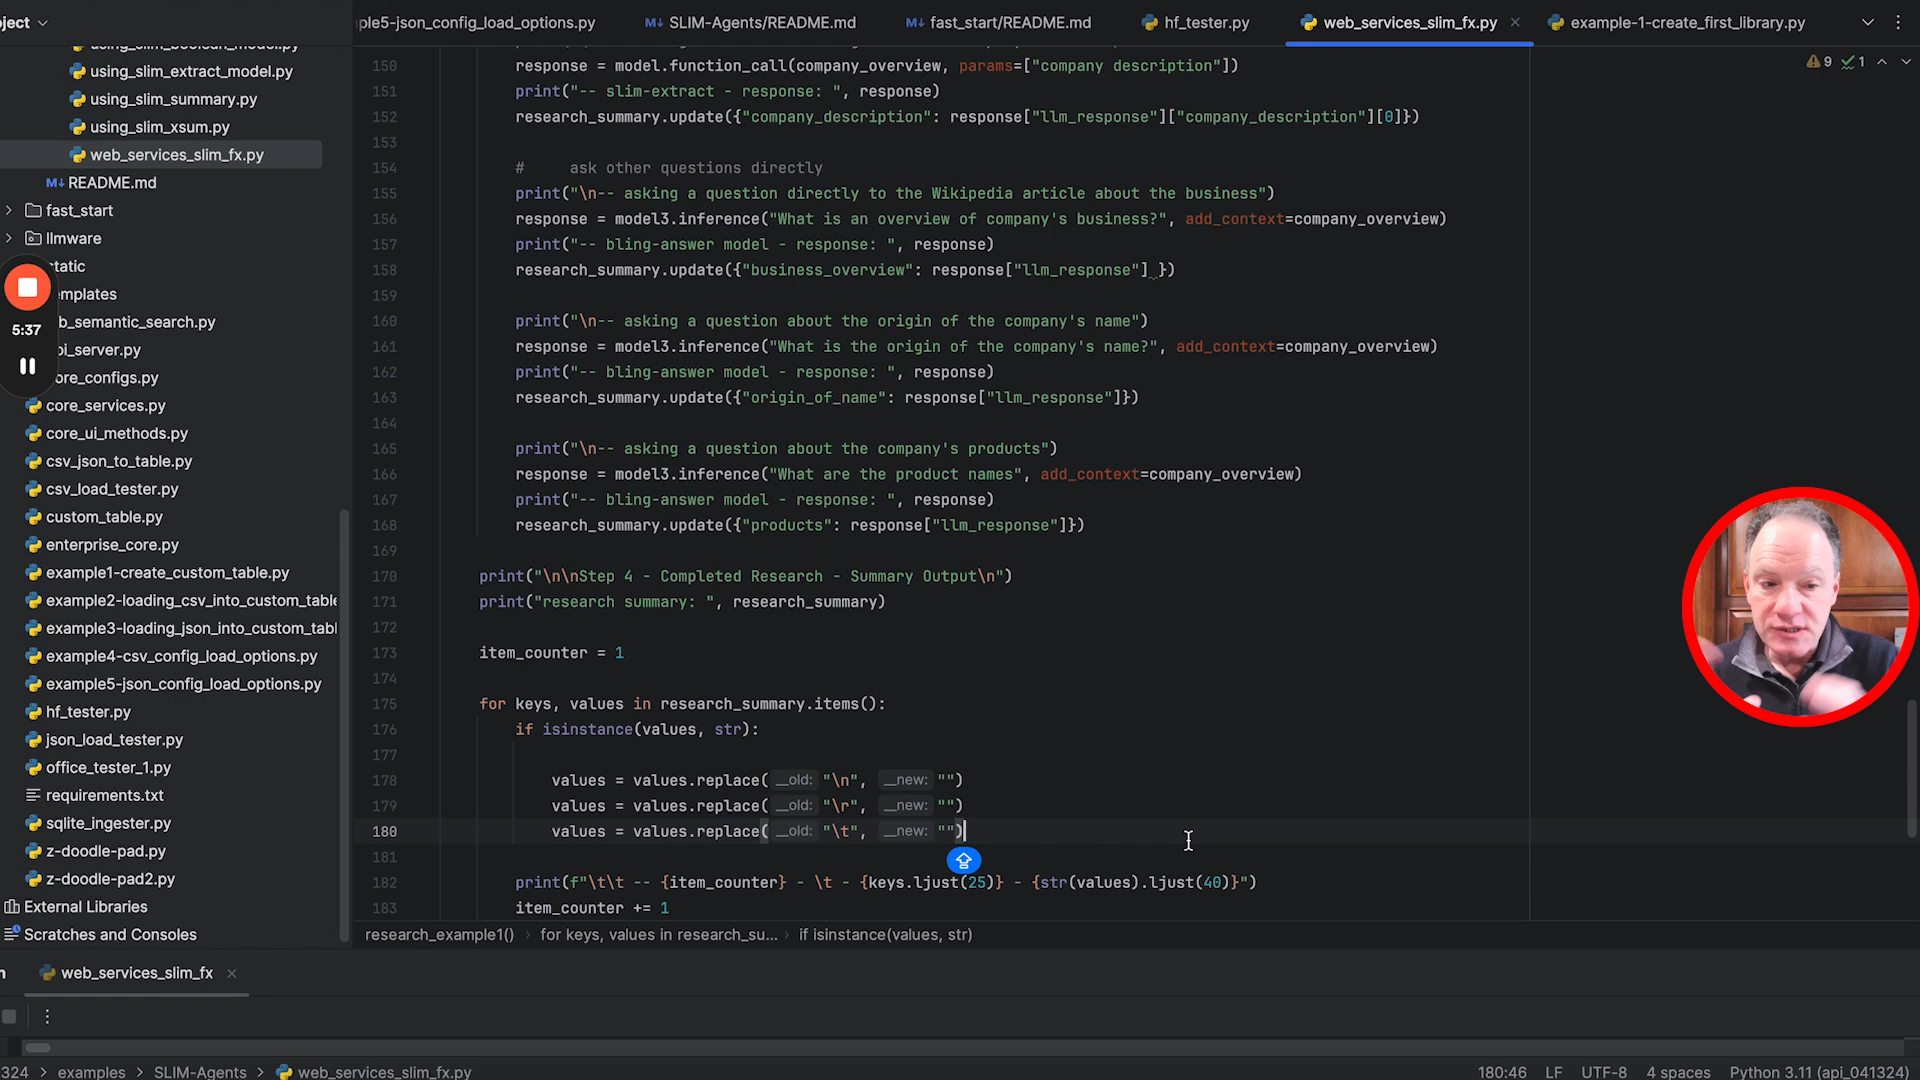 oject
ple5-json_config_load_options.py
SLIM-Agents/README.md
fast_start/README.md
hf_tester.py
web_services_slim_fx.py
example-1-create_first_library.py
using_slim_boolean_model.py
using_slim_extract_model.py
using_slim_summary.py
using_slim_xsum.py
web_services_slim_fx.py
README.md
fast_start
llmware
tatic
emplates
b_semantic_search.py
pi_server.py
ore_configs.py
core_services.py
core_ui_methods.py
csv_json_to_table.py
csv_load_tester.py
custom_table.py
enterprise_core.py
example1-create_custom_table.py
example2-loading_csv_into_custom_table
example3-loading_json_into_custom_tabl
example4-csv_config_load_options.py
example5-json_config_load_options.py
hf_tester.py
json_load_tester.py
office_tester_1.py
requirements.txt
sqlite_ingester.py
z-doodle-pad.py
z-doodle-pad2.py
External Libraries
Scratches and Consoles
5:37
9 1
150 response = model.function_call(company_overview, params=["company description"])
151 print("-- slim-extract - response: ", response)
152 research_summary.update({"company_description": response["llm_response"]["company_description"][0]})
153
154 # ask other questions directly
155 print("\n-- asking a question directly to the Wikipedia article about the business")
156 response = model3.inference("What is an overview of company's business?", add_context=company_overview)
157 print("-- bling-answer model - response: ", response)
158 research_summary.update({"business_overview": response["llm_response"] })
159
160 print("\n-- asking a question about the origin of the company's name")
161 response = model3.inference("What is the origin of the company's name?", add_context=company_overview)
162 print("-- bling-answer model - response: ", response)
163 research_summary.update({"origin_of_name": response["llm_response"]})
164
165 print("\n-- asking a question about the company's products")
166 response = model3.inference("What are the product names", add_context=company_overview)
167 print("-- bling-answer model - response: ", response)
168 research_summary.update({"products": response["llm_response"]})
169
170 print("\n\nStep 4 - Completed Research - Summary Output\n")
171 print("research summary: ", research_summary)
172
173 item_counter = 1
174
175 for keys, values in research_summary.items():
176 if isinstance(values, str):
177
178 values = values.replace( __old: "\n", __new: "")
179 values = values.replace( __old: "\r", __new: "")
180 values = values.replace( __old: "\t", __new: "")
181
182 print(f"\t\t -- {item_counter} - \t - {keys.ljust(25)} - {str(values).ljust(40)}")
183 item_counter += 1
research_example1() › for keys, values in research_su... › if isinstance(values, str)
n web_services_slim_fx
324 > examples > SLIM-Agents > web_services_slim_fx.py
180:46 LF UTF-8 4 spaces Python 3.11 (api_041324)